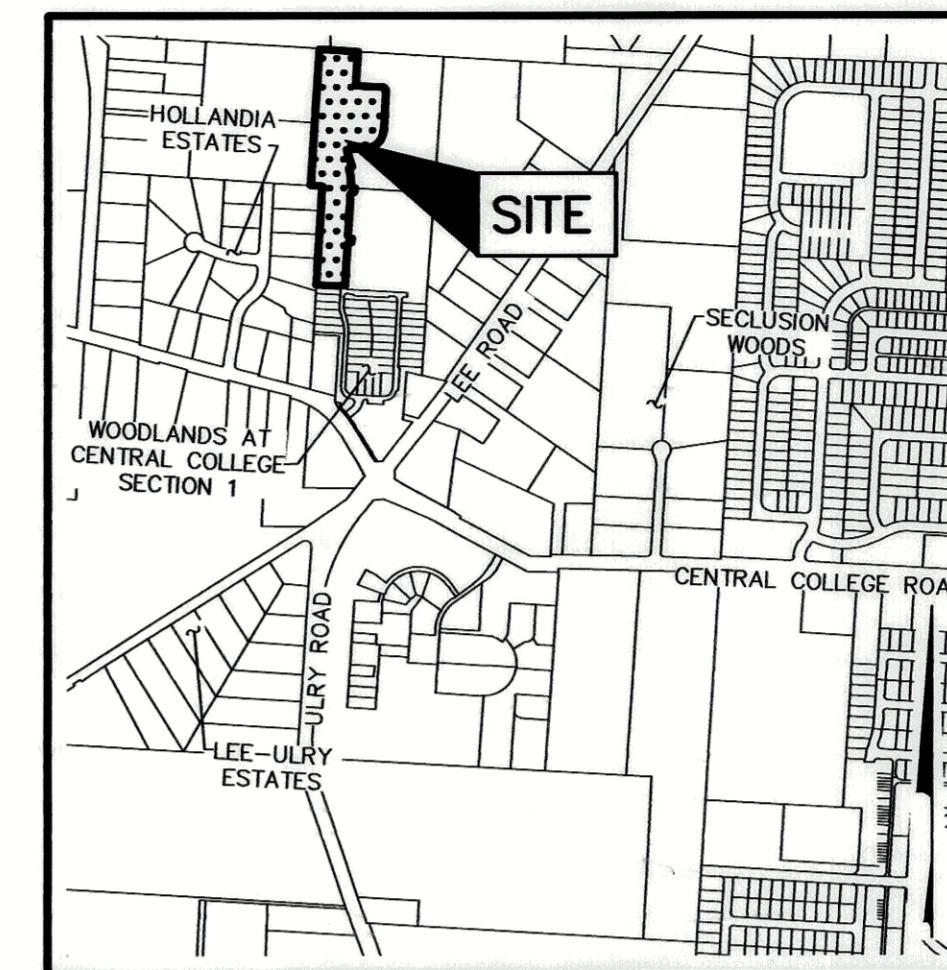 HOLLANDIA
ESTATES
SITE
LEE ROAD
SECLUSION
WOODS
WOODLANDS AT
CENTRAL COLLEGE
SECTION 1
CENTRAL COLLEGE ROA
ULRY ROAD
LEE-ULRY
ESTATES